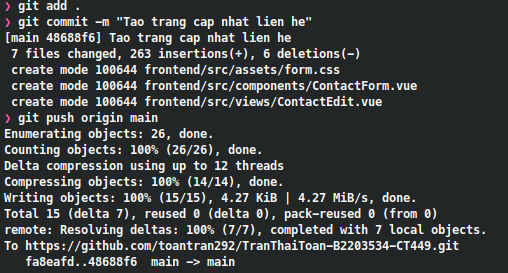 ❯ git add .
❯ git commit -m "Tao trang cap nhat lien he"
[main 48688f6] Tao trang cap nhat lien he
 7 files changed, 263 insertions(+), 6 deletions(-)
 create mode 100644 frontend/src/assets/form.css
 create mode 100644 frontend/src/components/ContactForm.vue
 create mode 100644 frontend/src/views/ContactEdit.vue
❯ git push origin main
Enumerating objects: 26, done.
Counting objects: 100% (26/26), done.
Delta compression using up to 12 threads
Compressing objects: 100% (14/14), done.
Writing objects: 100% (15/15), 4.27 KiB | 4.27 MiB/s, done.
Total 15 (delta 7), reused 0 (delta 0), pack-reused 0 (from 0)
remote: Resolving deltas: 100% (7/7), completed with 7 local objects.
To https://github.com/toantran292/TranThaiToan-B2203534-CT449.git
   fa8eafd..48688f6  main -> main